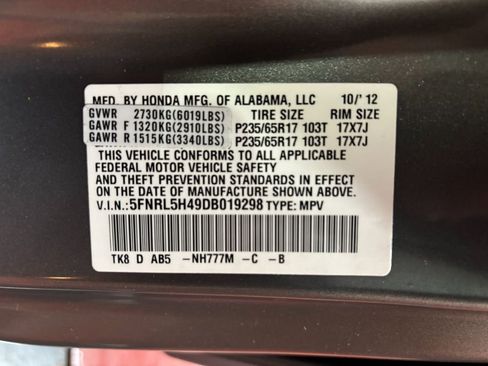 MFD. BY HONDA MFG. OF ALABAMA, LLC 10/'12
GVWR 2730KG(6019LBS) TIRE SIZE RIM SIZE
GAWR F 1320KG(2910LBS) P235/65R17 103T 17X7J
GAWR R 1515KG(3340LBS) P235/65R17 103T 17X7J
THIS VEHICLE CONFORMS TO ALL APPLICABLE
FEDERAL MOTOR VEHICLE SAFETY
AND THEFT PREVENTION STANDARDS IN EFFECT
ON THE DATE OF MANUFACTURE SHOWN ABOVE.
V.I.N.: 5FNRL5H49DB019298 TYPE: MPV
TK8 D AB5 -NH777M -C -B